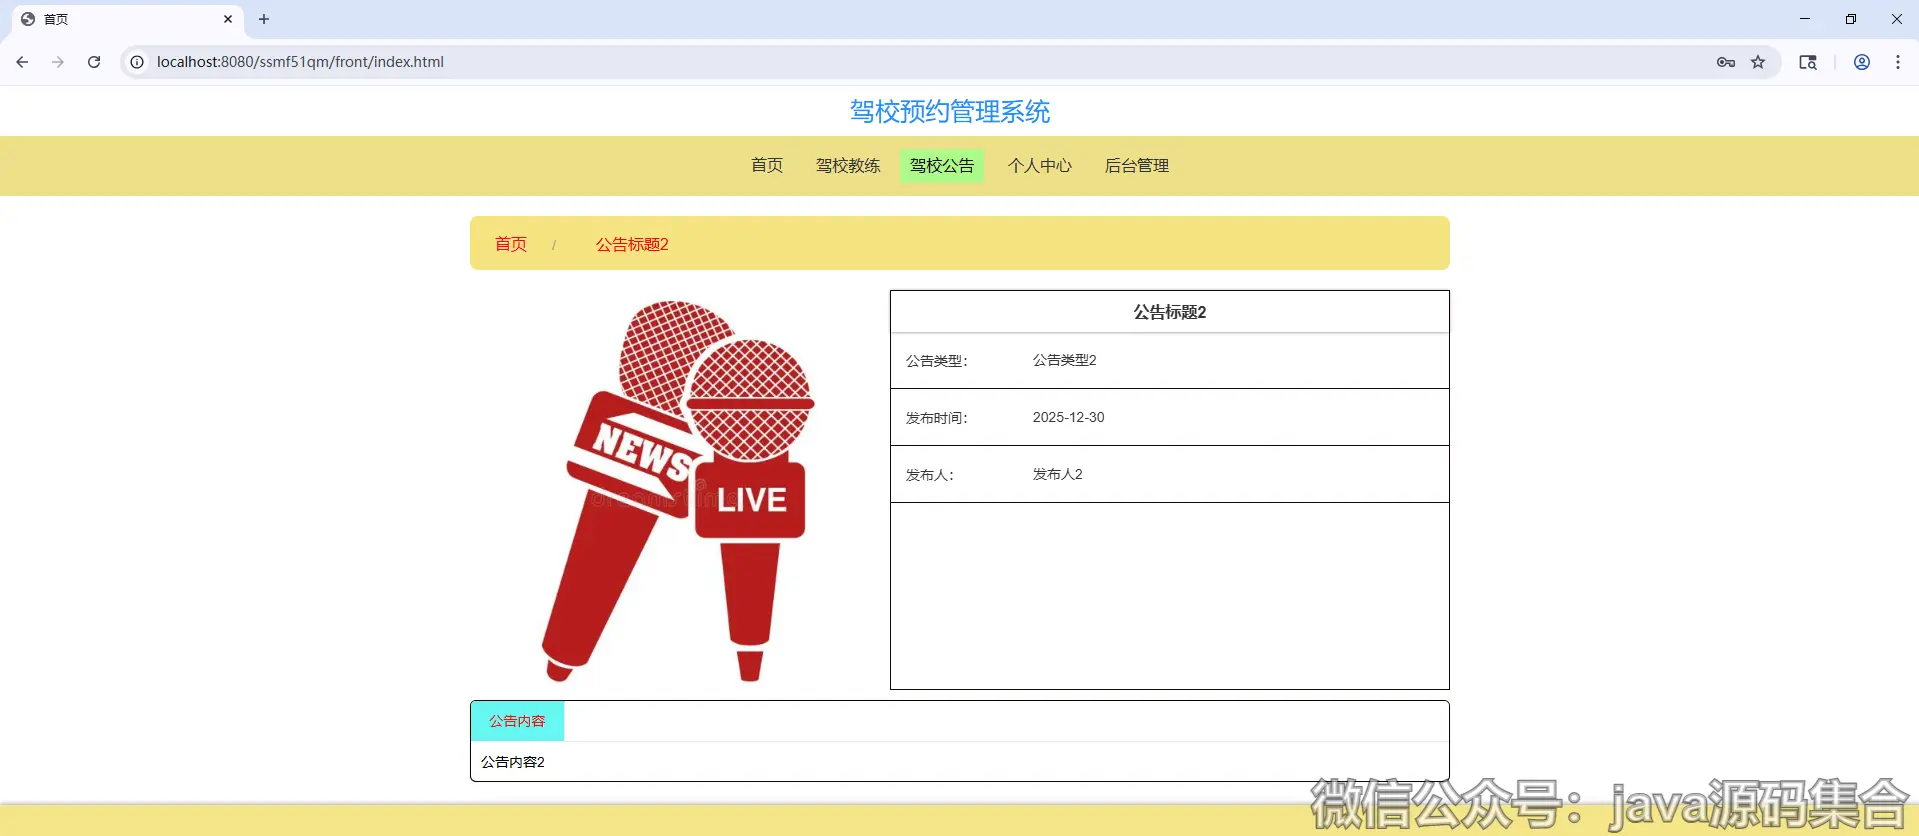 首页
localhost:8080/ssmf51qm/front/index.html
驾校预约管理系统
首页 驾校教练 驾校公告 个人中心 后台管理
首页 / 公告标题2
NEWS
LIVE
公告标题2
公告类型： 公告类型2
发布时间： 2025-12-30
发布人： 发布人2
公告内容
公告内容2
微信公众号：java源码集合